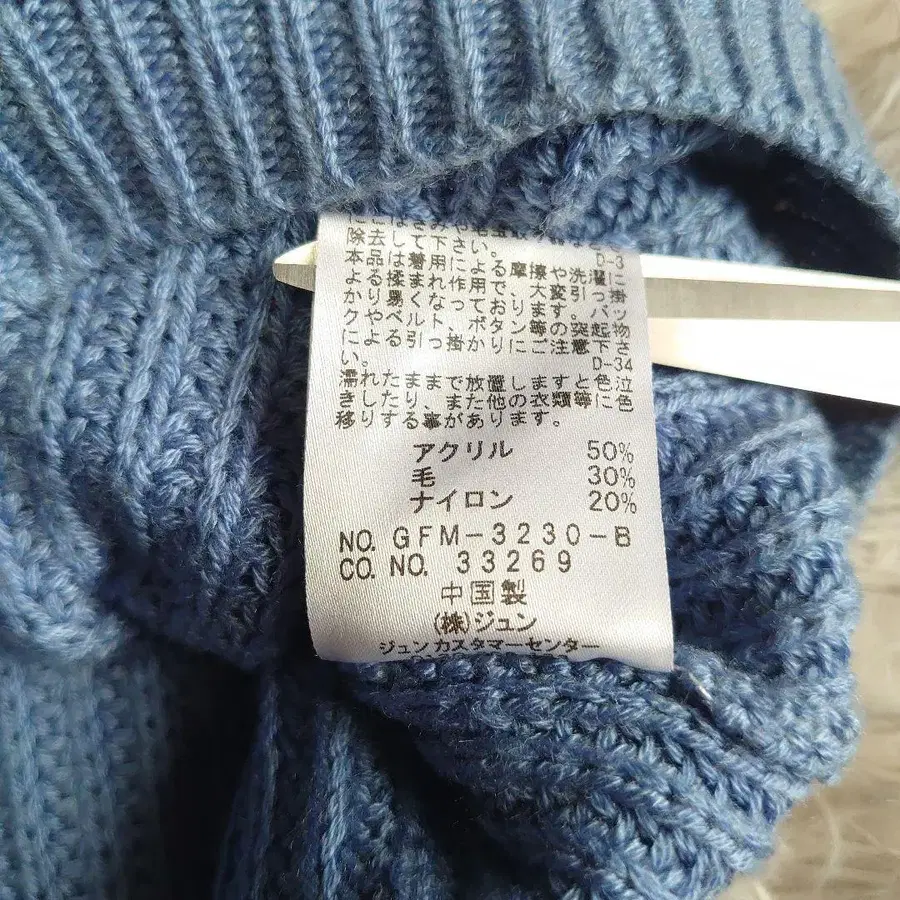 除去して下さい。
D-3
本品は着用による摩擦や洗濯に
よる揉まれ作用で、大変引っ掛
かり易くなっております。バッ
クやベルト、ボタン等の突起物
による引っ掛かりにご注意下さ
い。 D-34
濡れたままで放置しますと色泣
きしたり、また他の衣類等に色
移りする事があります。
アクリル 50%
毛 30%
ナイロン 20%
NO. GFM-3230-B
CO. NO. 33269
中国製
(株)ジュン
ジュンカスタマーセンター